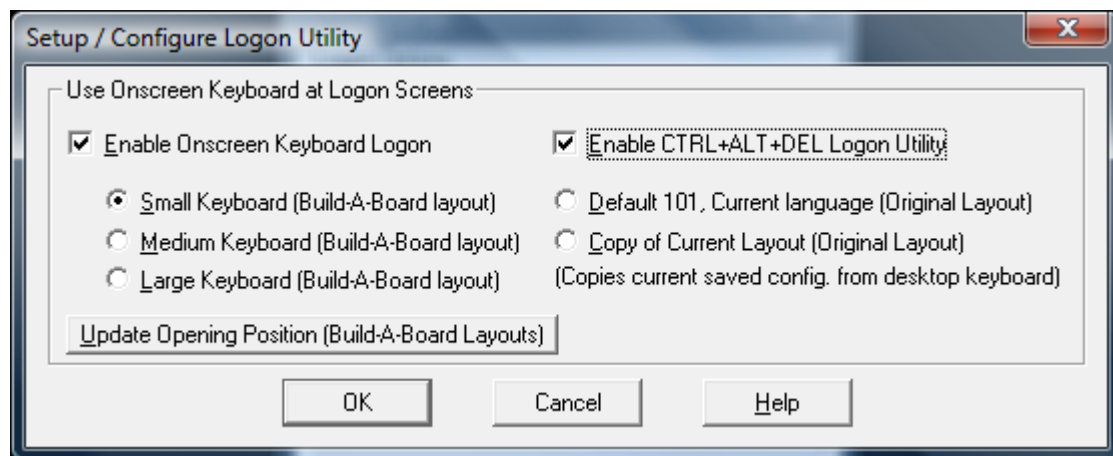 Setup / Configure Logon Utility
Use Onscreen Keyboard at Logon Screens
Enable Onscreen Keyboard Logon
Enable CTRL+ALT+DEL Logon Utility
Small Keyboard (Build-A-Board layout)
Default 101, Current language (Original Layout)
Medium Keyboard (Build-A-Board layout)
Copy of Current Layout (Original Layout)
Large Keyboard (Build-A-Board layout)
(Copies current saved config. from desktop keyboard)
Update Opening Position (Build-A-Board Layouts)
OK
Cancel
Help